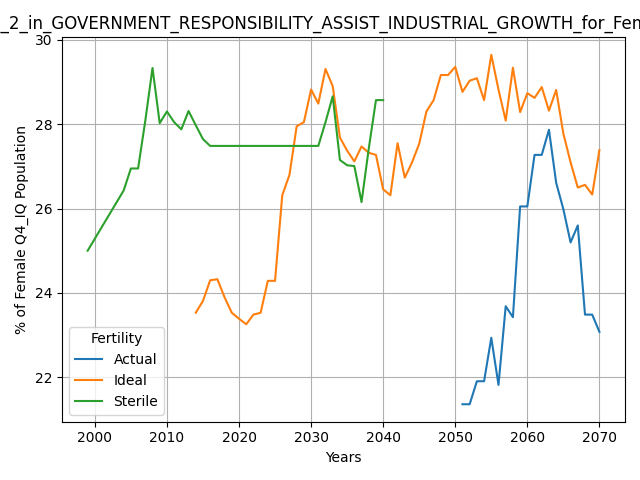 _2_in_GOVERNMENT_RESPONSIBILITY_ASSIST_INDUSTRIAL_GROWTH_for_Fem
30
28
26
24
22
% of Female Q4_IQ Population
Fertility
Actual
Ideal
Sterile
2000 2010 2020 2030 2040 2050 2060 2070
Years